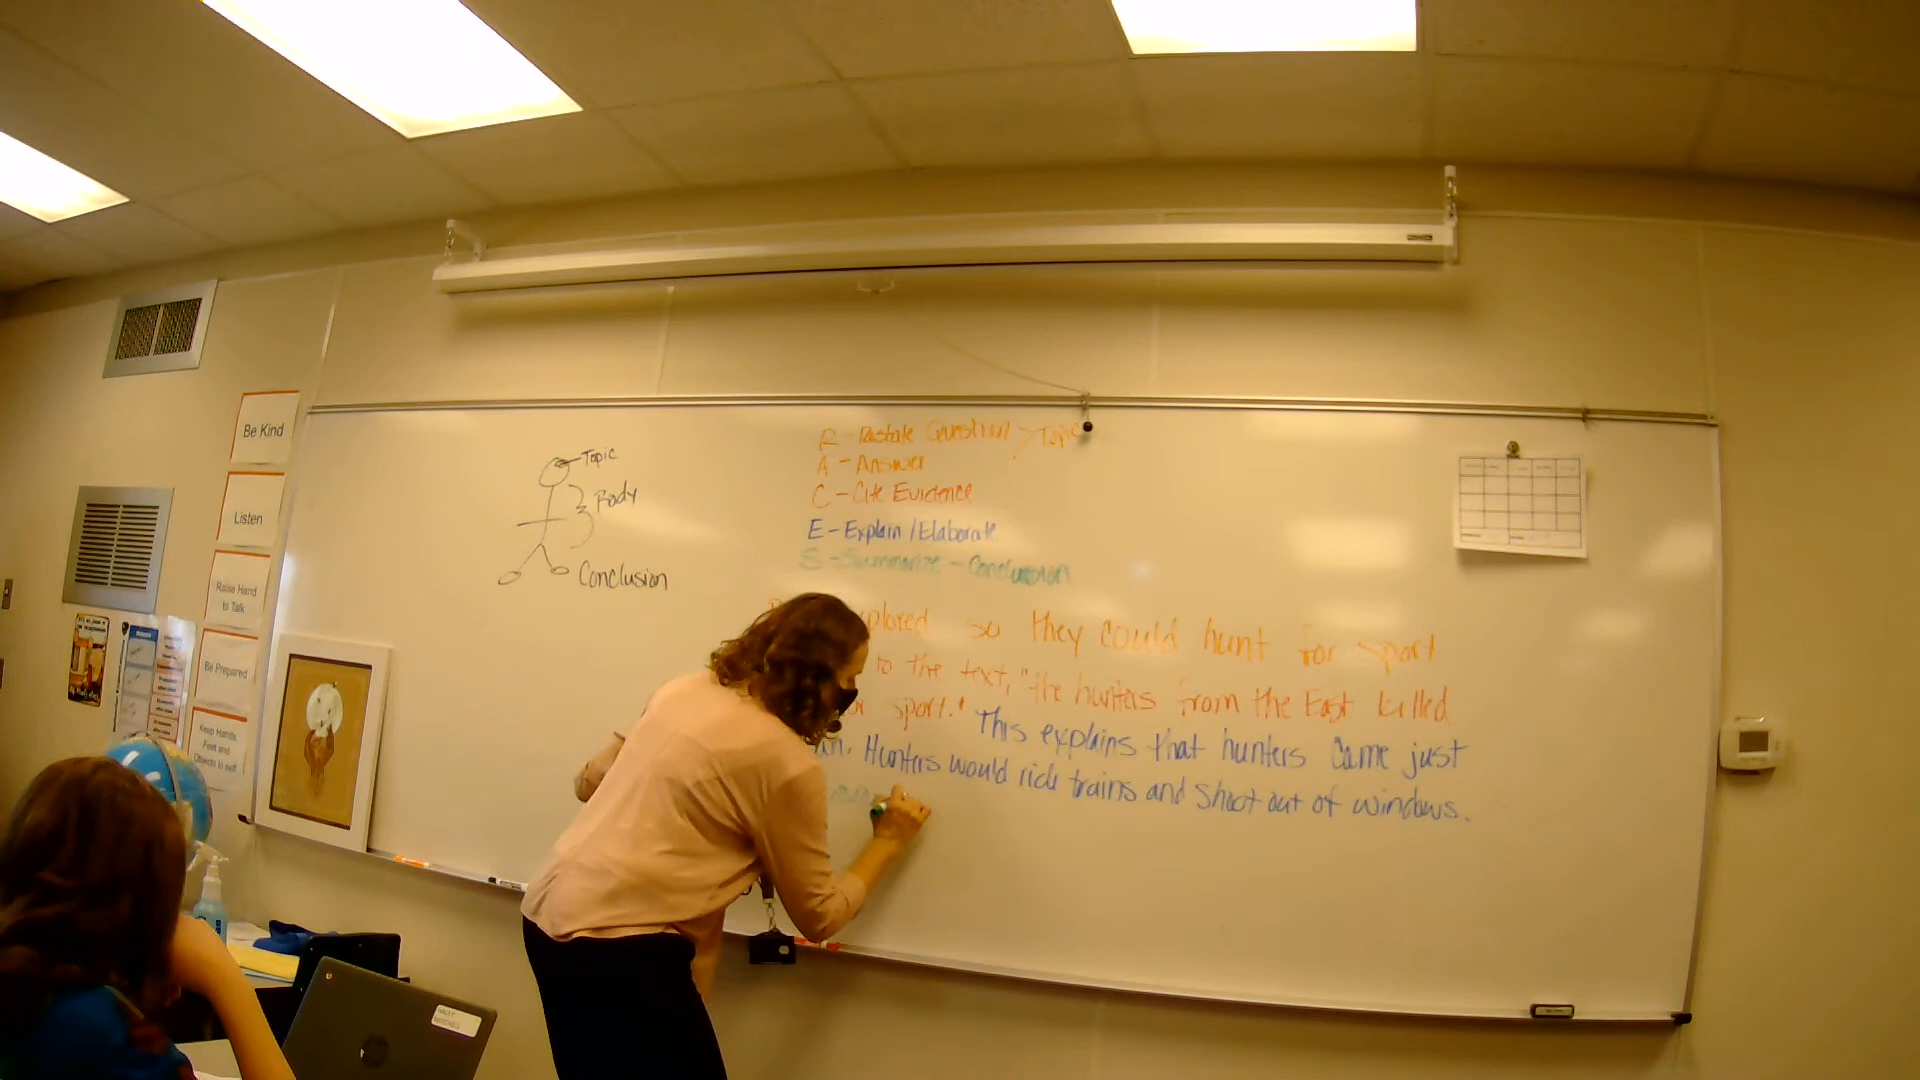 Be Kind
Listen
Raise Hand
to Talk
Be Prepared
Keep Hands,
Feet and
Objects to self
Topic
Body
Conclusion
R - Restate Question > Topic
A - Answer
C - Cite Evidence
E - Explain / Elaborate
S - Summarize - Conclusion
plored so they could hunt for sport
to the text, "the hunters from the East killed
sport." This explains that hunters came just
Hunters would ride trains and shoot out of windows.